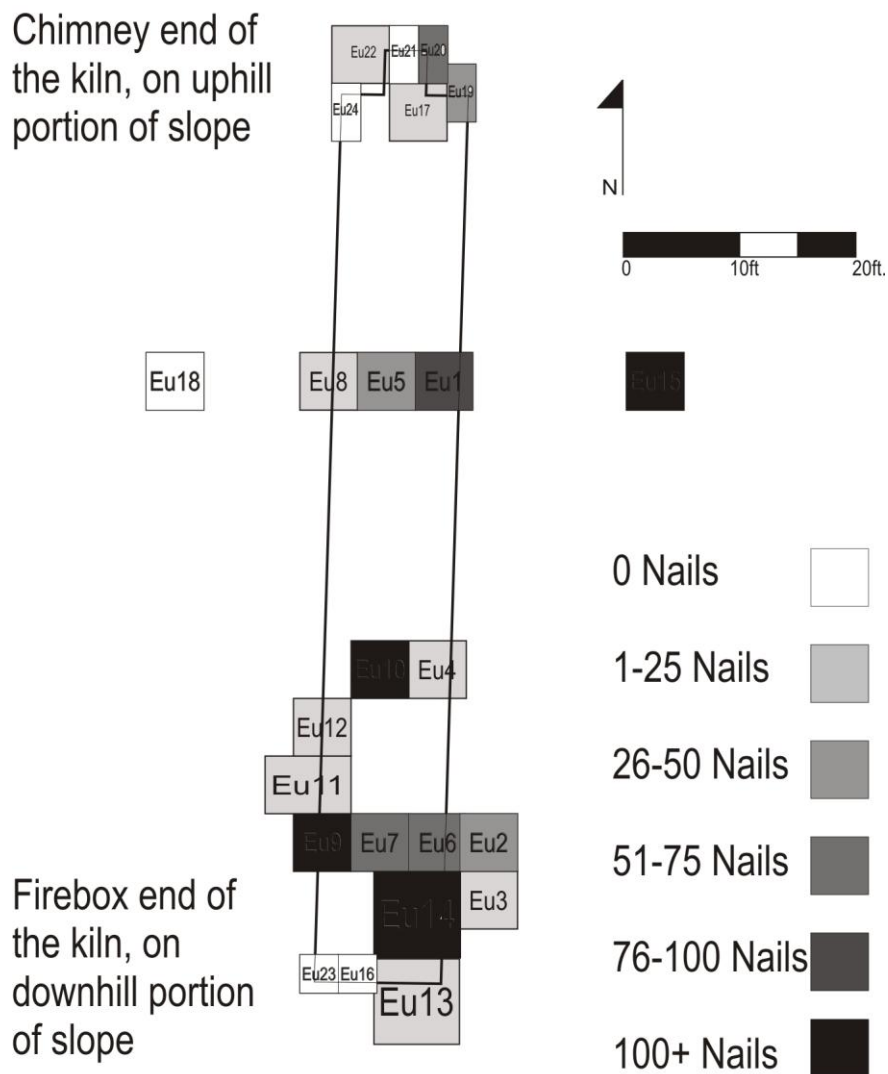 Chimney end of
the kiln, on uphill
portion of slope
Eu22
Eu21
Eu20
Eu19
Eu24
Eu17
N
0
10ft
20ft.
Eu18
Eu8
Eu5
Eu1
Eu15
Eu10
Eu4
Eu12
Eu11
Eu9
Eu7
Eu6
Eu2
Eu14
Eu3
Eu23
Eu16
Eu13
Firebox end of
the kiln, on
downhill portion
of slope
0 Nails
1-25 Nails
26-50 Nails
51-75 Nails
76-100 Nails
100+ Nails